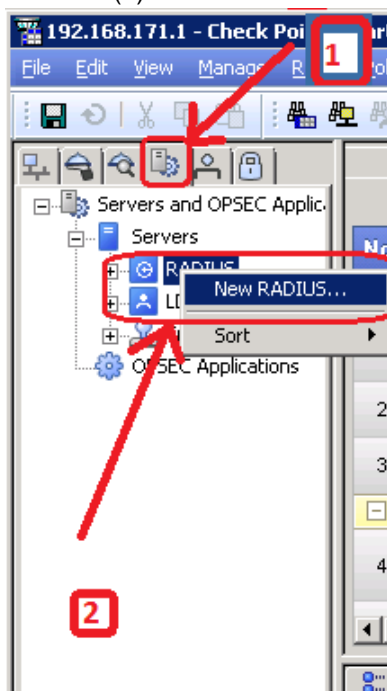 192.168.171.1 - Check Poi
1
File Edit View Manage
Servers and OPSEC Applic
Servers
RADIUS
New RADIUS...
Sort
OPSEC Applications
2
3
4
2